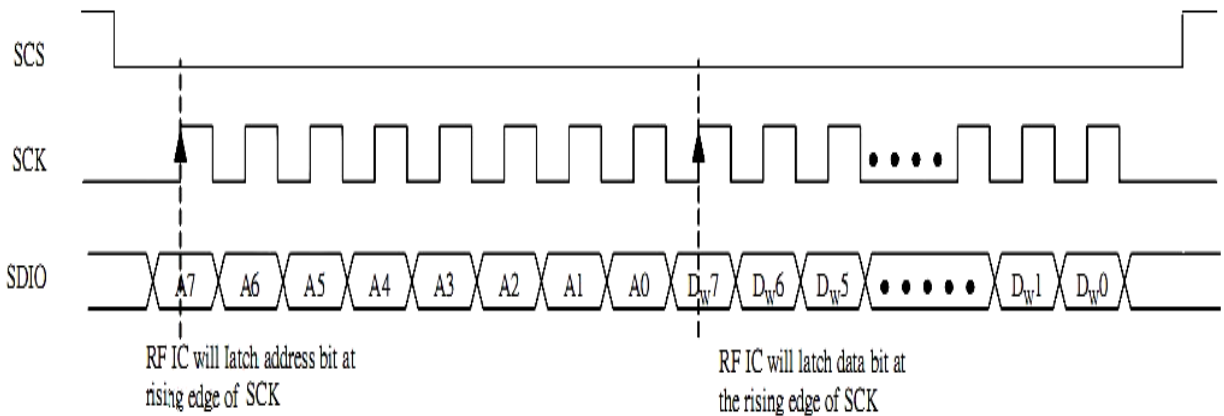 SCS
SCK
SDIO
A7 A6 A5 A4 A3 A2 A1 A0 Dw7 Dw6 Dw5 Dw1 Dw0
RF IC will latch address bit at
rising edge of SCK
RF IC will latch data bit at
the rising edge of SCK